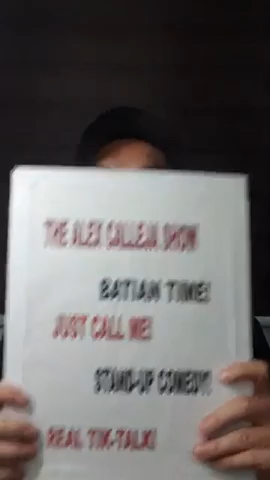 THE ALEX CALLEJA SHOW
BATIAN TIME!
JUST CALL ME!
STAND-UP COMEDY!
REAL TIK-TALK!